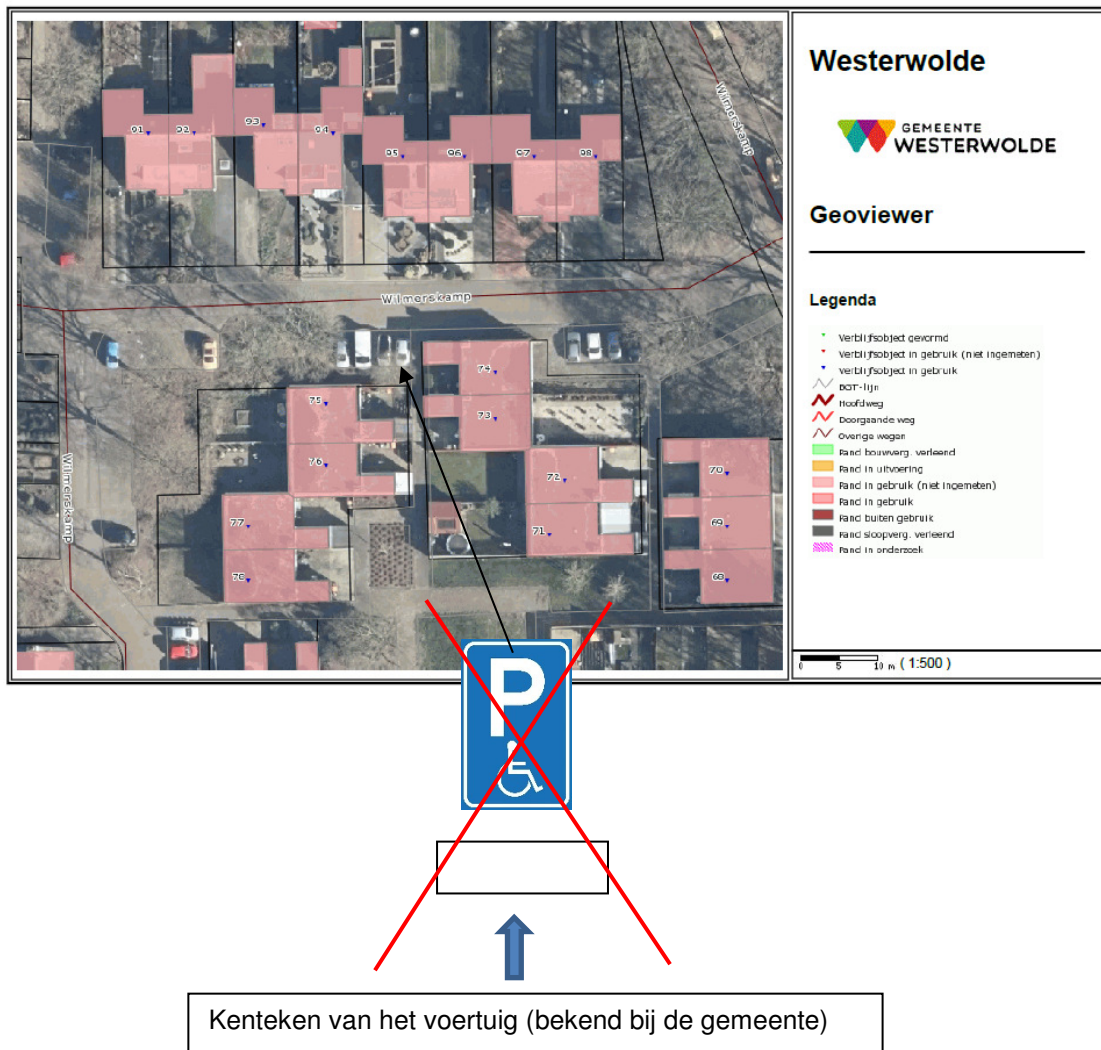 Westerwolde
GEMEENTE
WESTERWOLDE
Geoviewer
Legenda
Verblijfsobject gevormd
Verblijfsobject in gebruik (niet ingemeten)
Verblijfsobject in gebruik
BGT-lijn
Hoofdweg
Doorgaande weg
Overige wegen
Pand bouwverg. verleend
Pand in uitvoering
Pand in gebruik (niet ingemeten)
Pand in gebruik
Pand buiten gebruik
Pand sloopverg. verleend
Pand in onderzoek
0 5 10 m ( 1:500 )
91 92 93 94
95 96 97 98
Wilmerskamp
Wilmerskamp
Wilmerskamp
74
75
73
76
72
70
77
71
69
78
68
P
Kenteken van het voertuig (bekend bij de gemeente)